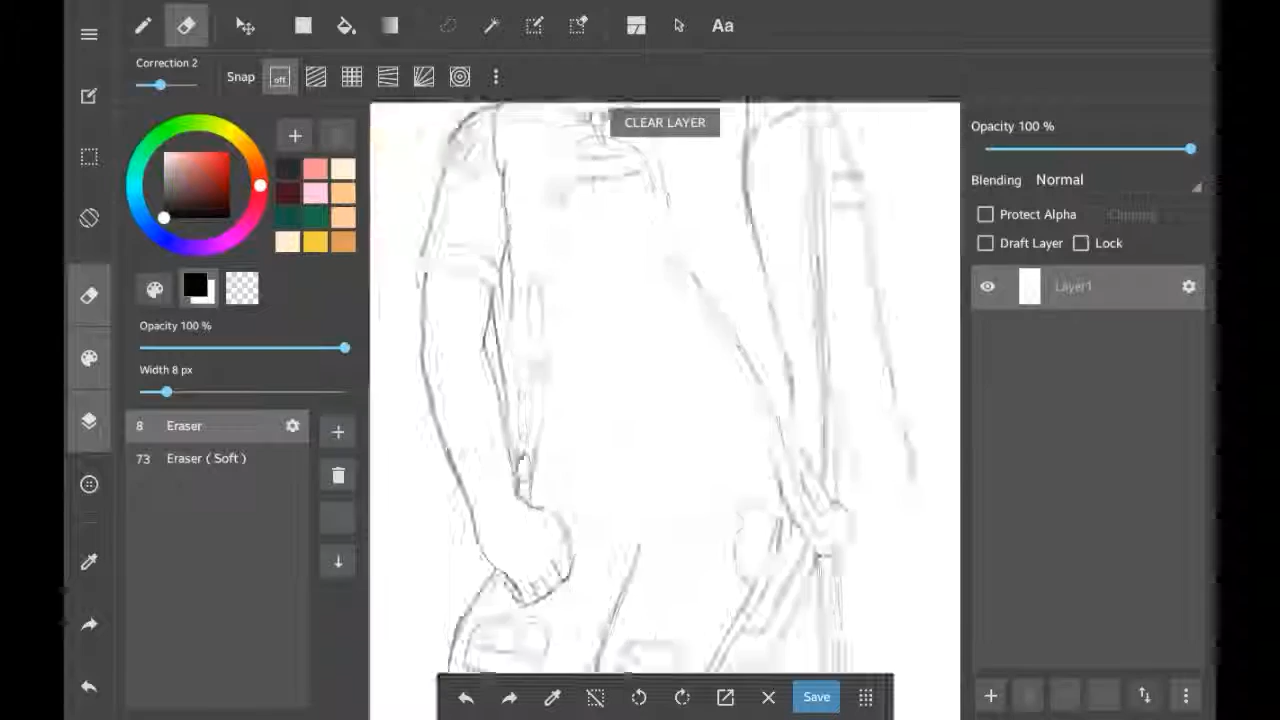 Aa
Correction 2
Snap
off
CLEAR LAYER
Opacity 100 %
Blending Normal
Protect Alpha
Clipping
Draft Layer
Lock
Layer1
Opacity 100 %
Width 8 px
8 Eraser
73 Eraser ( Soft )
Save